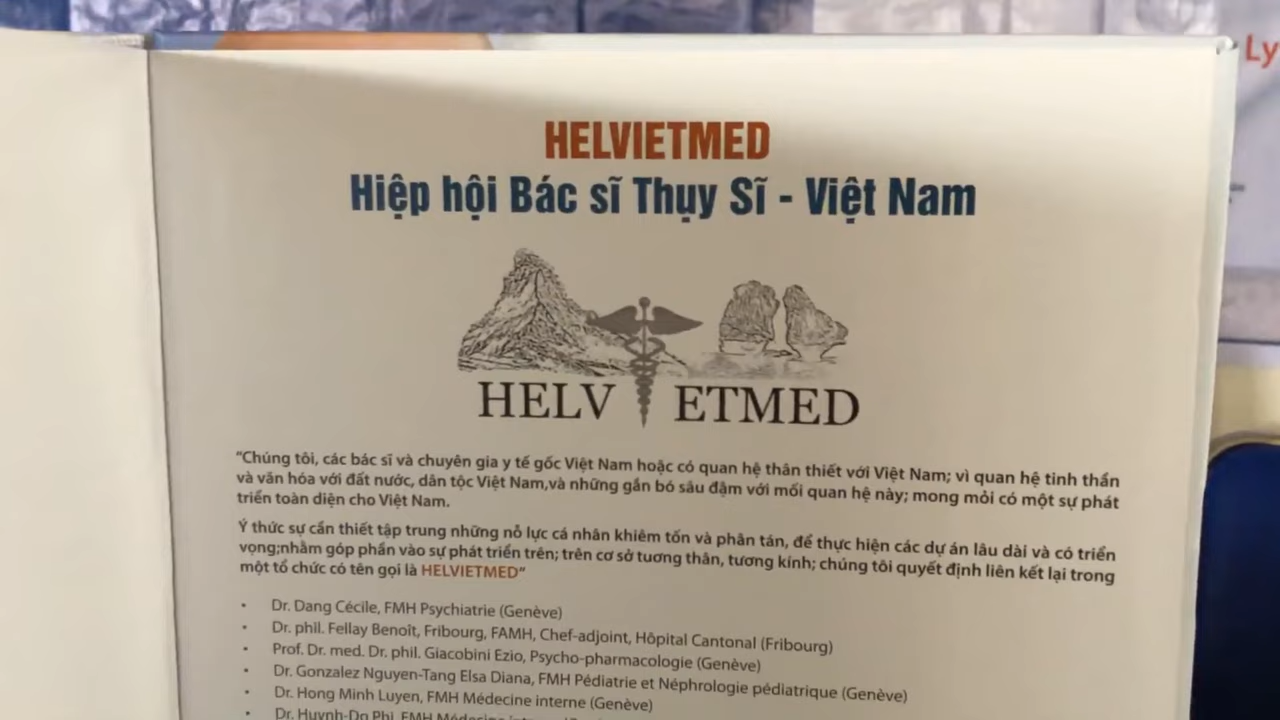 Ly
HELVIETMED
Hiệp hội Bác sĩ Thụy Sĩ - Việt Nam
HELV ETMED
"Chúng tôi, các bác sĩ và chuyên gia y tế gốc Việt Nam hoặc có quan hệ thân thiết với Việt Nam; vì quan hệ tinh thần
và văn hóa với đất nước, dân tộc Việt Nam,và những gắn bó sâu đậm với mối quan hệ này; mong mỏi có một sự phát
triển toàn diện cho Việt Nam.
Ý thức sự cần thiết tập trung những nỗ lực cá nhân khiêm tốn và phân tán, để thực hiện các dự án lâu dài và có triển
vọng;nhằm góp phần vào sự phát triển trên; trên cơ sở tương thân, tương kính; chúng tôi quyết định liên kết lại trong
một tổ chức có tên gọi là HELVIETMED"
• Dr. Dang Cécile, FMH Psychiatrie (Genève)
• Dr. phil. Fellay Benoît, Fribourg, FAMH, Chef-adjoint, Hôpital Cantonal (Fribourg)
• Prof. Dr. med. Dr. phil. Giacobini Ezio, Psycho-pharmacologie (Genève)
• Dr. Gonzalez Nguyen-Tang Elsa Diana, FMH Pédiatrie et Néphrologie pédiatrique (Genève)
• Dr. Hong Minh Luyen, FMH Médecine interne (Genève)
• Dr. Huynh-Do Phi, FMH Médecine